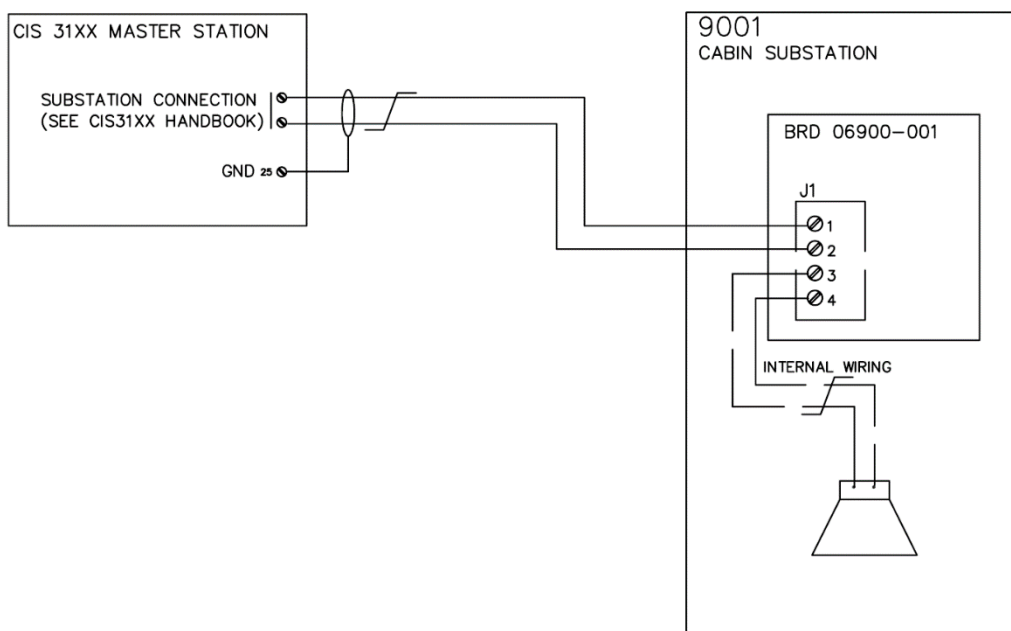 CIS 31XX MASTER STATION
SUBSTATION CONNECTION
(SEE CIS31XX HANDBOOK)
GND 25
9001
CABIN SUBSTATION
BRD 06900-001
J1
1
2
3
4
INTERNAL WIRING